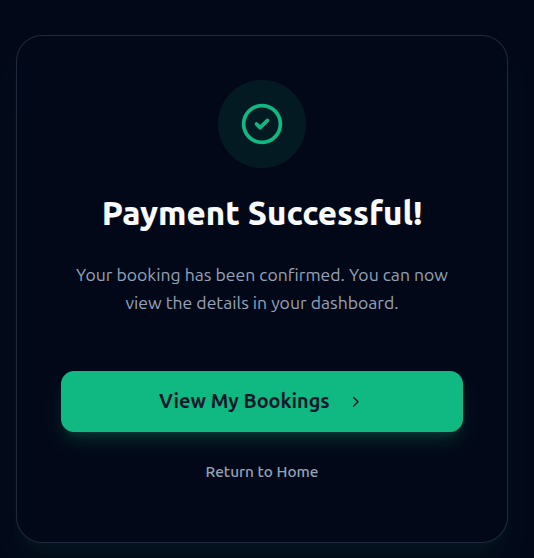 Payment Successful!
Your booking has been confirmed. You can now
view the details in your dashboard.
View My Bookings
Return to Home